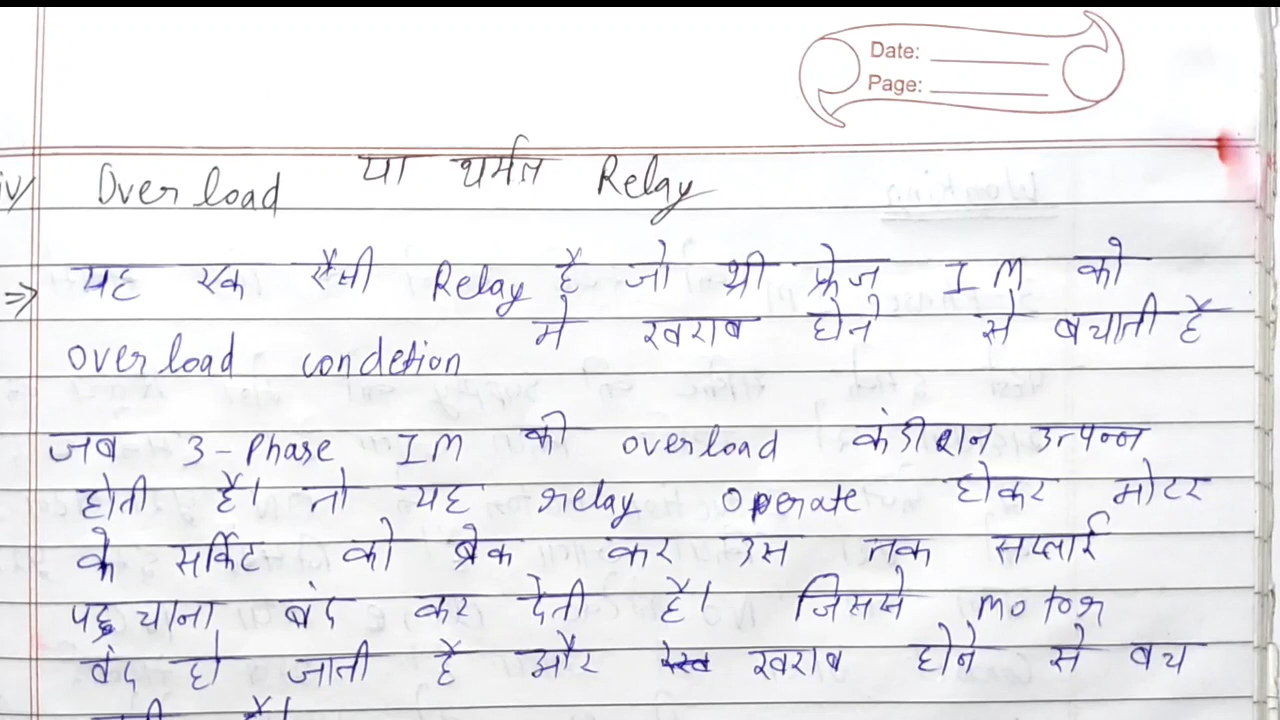 Date:
Page:
iv) Over load या थर्मल Relay
⇒ यह एक ऐसी Relay है जो थ्री फ्रेज IM को
overload condetion में खराब होने से बचाती है
जब 3-Phase IM की overload कंडीशन उत्पन्न
होती है। तो यह relay operate होकर मोटर
के सर्किट को ब्रेक कर उस तक सप्लाई
पहुचाना बंद कर देती है। जिससे motor
बंद हो जाती है और खराब होने से बच
है।